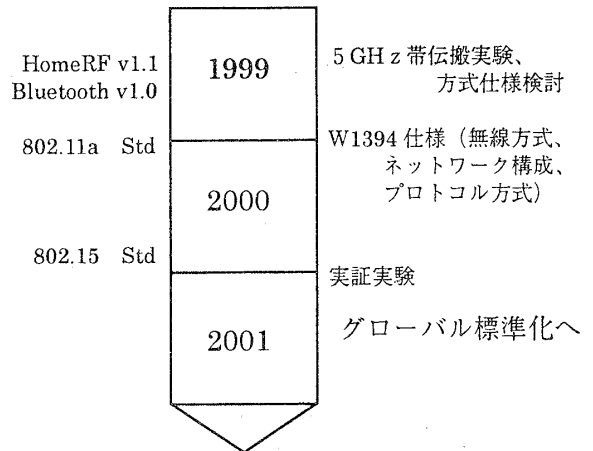 HomeRF v1.1
Bluetooth v1.0
1999
5 GHz帯伝搬実験、
方式仕様検討
802.11a Std
W1394 仕様（無線方式、
ネットワーク構成、
プロトコル方式）
2000
802.15 Std
実証実験
2001
グローバル標準化へ